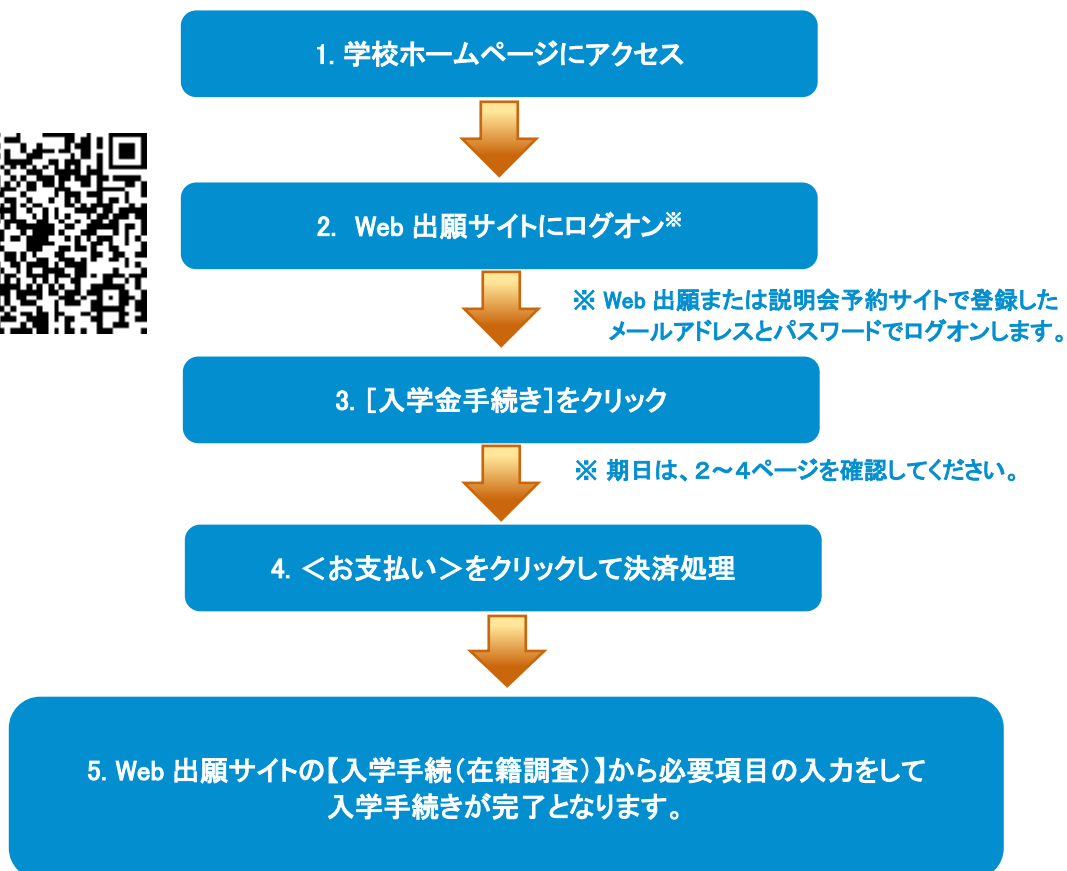 1. 学校ホームページにアクセス
2. Web 出願サイトにログオン※
※ Web 出願または説明会予約サイトで登録した
メールアドレスとパスワードでログオンします。
3. [入学金手続き]をクリック
※ 期日は、2～4ページを確認してください。
4. ＜お支払い＞をクリックして決済処理
5. Web 出願サイトの【入学手続(在籍調査)】から必要項目の入力をして
入学手続きが完了となります。